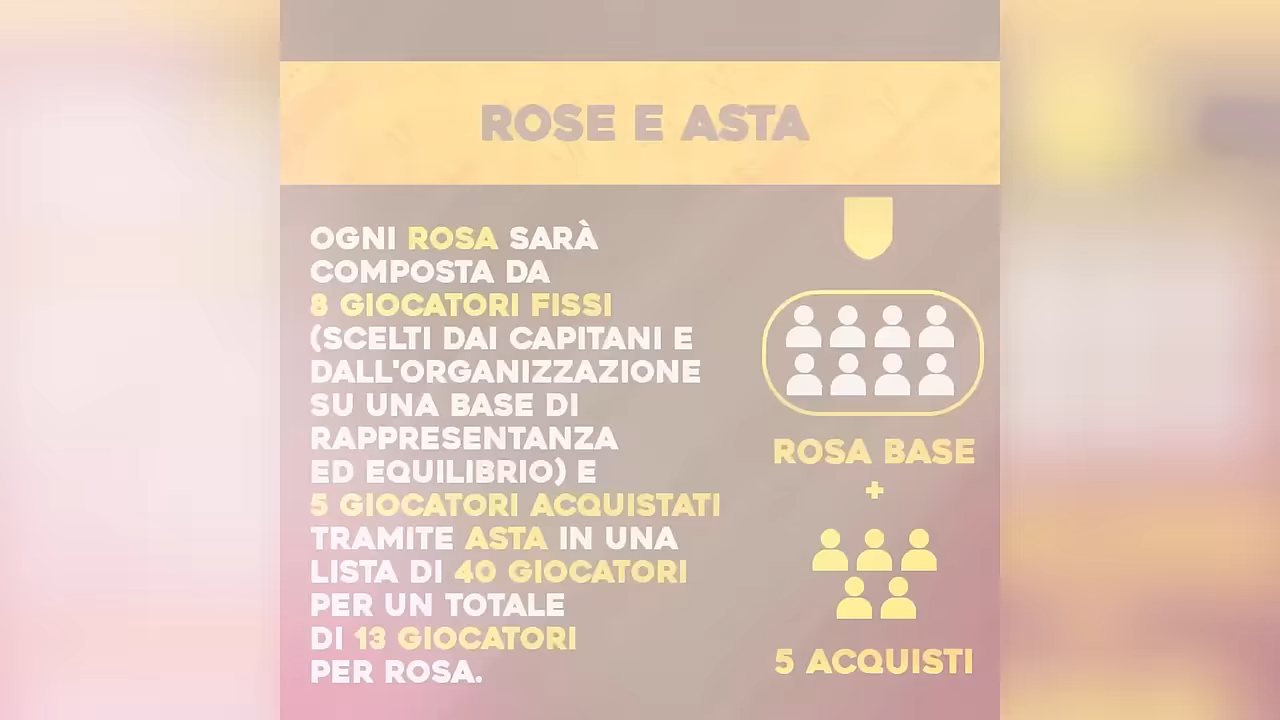 ROSE E ASTA
OGNI ROSA SARÀ
COMPOSTA DA
8 GIOCATORI FISSI
(SCELTI DAI CAPITANI E
DALL'ORGANIZZAZIONE
SU UNA BASE DI
RAPPRESENTANZA
ED EQUILIBRIO) E
5 GIOCATORI ACQUISTATI
TRAMITE ASTA IN UNA
LISTA DI 40 GIOCATORI
PER UN TOTALE
DI 13 GIOCATORI
PER ROSA.
ROSA BASE
+
5 ACQUISTI